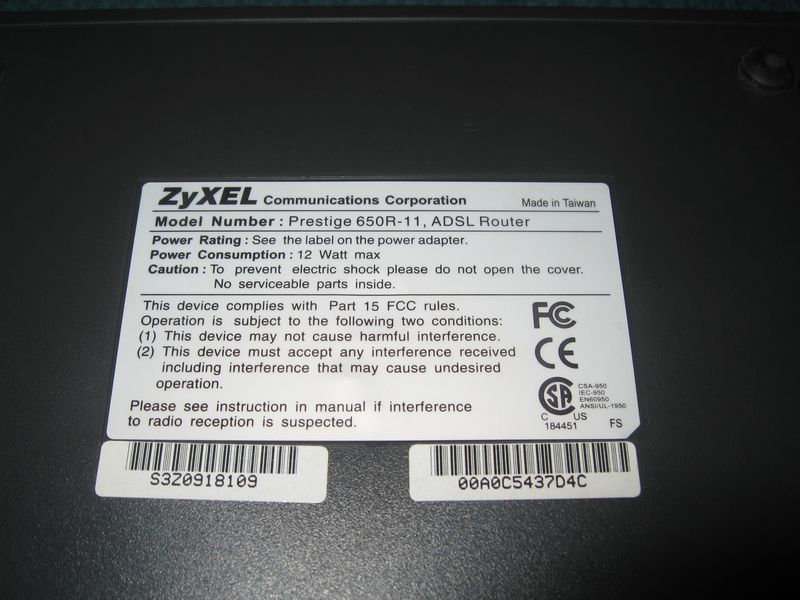 ZyXEL Communications Corporation Made in Taiwan
Model Number : Prestige 650R-11, ADSL Router
Power Rating : See the label on the power adapter.
Power Consumption : 12 Watt max
Caution : To prevent electric shock please do not open the cover.
No serviceable parts inside.
This device complies with Part 15 FCC rules.
Operation is subject to the following two conditions:
(1) This device may not cause harmful interference.
(2) This device must accept any interference received
including interference that may cause undesired
operation.
Please see instruction in manual if interference
to radio reception is suspected.
FC
CE
SA
CSA-950
IEC-950
EN60950
ANSI/UL-1950
C US
184451 FS
S3Z0918109
00A0C5437D4C